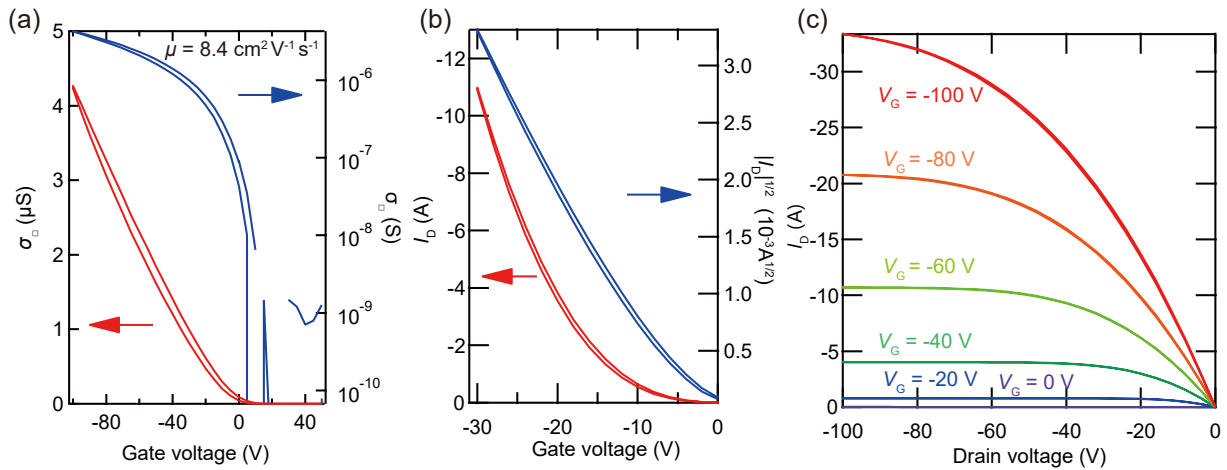 (a)
5
4
3
2
1
0
σ□ (μS)
μ = 8.4 cm² V⁻¹ s⁻¹
10⁻⁶
10⁻⁷
10⁻⁸
10⁻⁹
10⁻¹⁰
σ□ (S)
-80 -40 0 40
Gate voltage (V)
(b)
-12
-10
-8
-6
-4
-2
0
I_D (A)
3.0
2.5
2.0
1.5
1.0
0.5
|I_D|^1/2 (10⁻³A^1/2)
-30 -20 -10 0
Gate voltage (V)
(c)
-30
-25
-20
-15
-10
-5
0
I_D (A)
V_G = -100 V
V_G = -80 V
V_G = -60 V
V_G = -40 V
V_G = -20 V
V_G = 0 V
-100 -80 -60 -40 -20 0
Drain voltage (V)